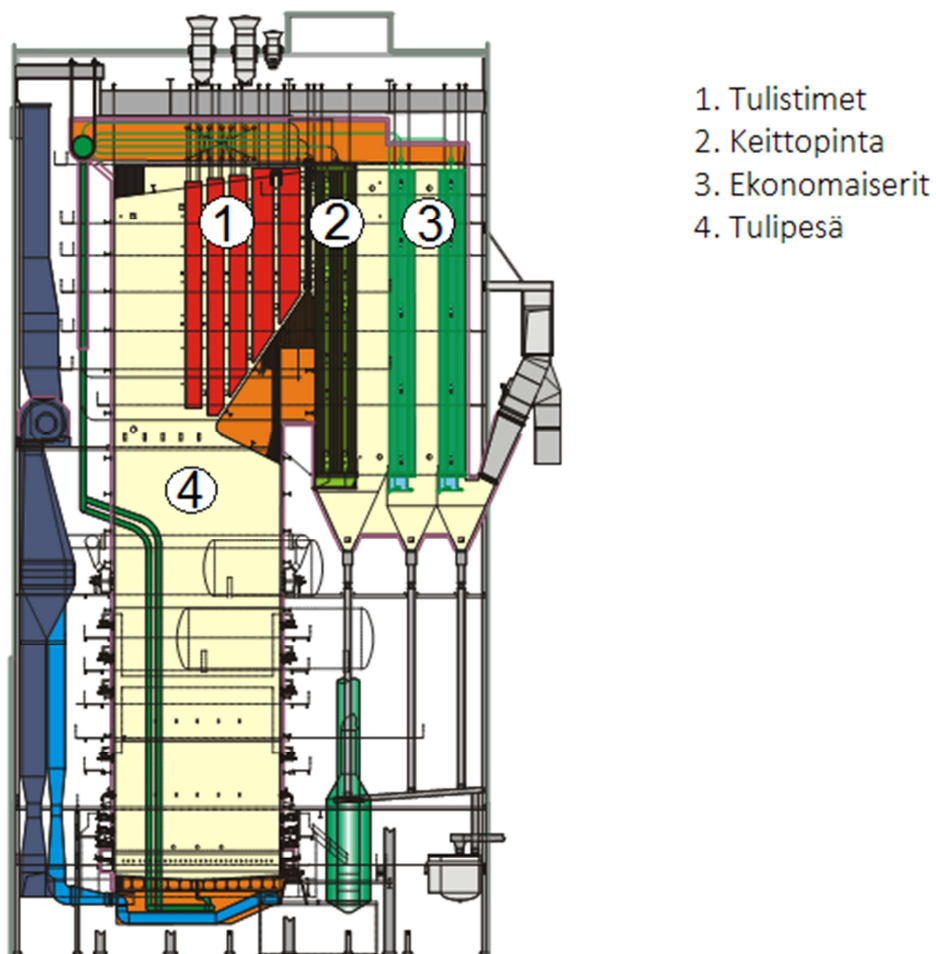 1
2
3
4
1. Tulistimet
2. Keittopinta
3. Ekonomaiserit
4. Tulipesä